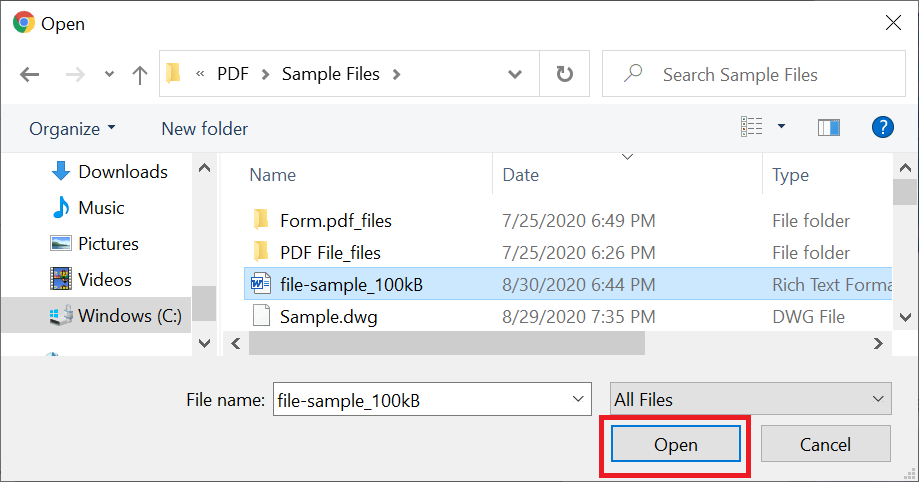 Open
« PDF > Sample Files >
Search Sample Files
Organize
New folder
?
Name Date Type
Downloads
Music
Pictures
Videos
Windows (C:)
Form.pdf_files 7/25/2020 6:49 PM File folder
PDF File_files 7/25/2020 6:26 PM File folder
file-sample_100kB 8/30/2020 6:44 PM Rich Text Forma
Sample.dwg 8/29/2020 7:35 PM DWG File
File name: file-sample_100kB All Files
Open Cancel